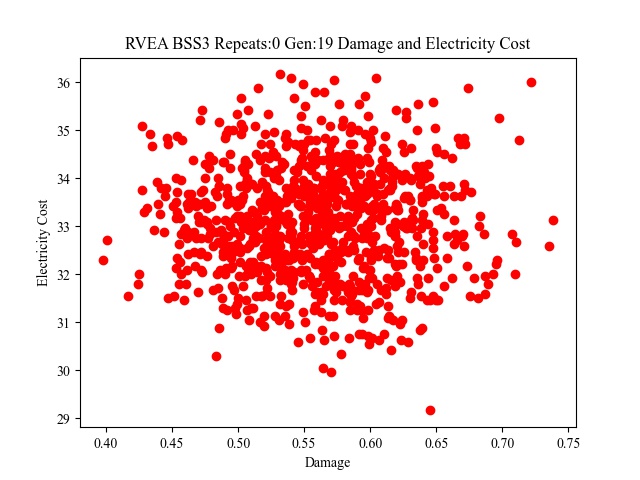 RVEA BSS3 Repeats:0 Gen:19 Damage and Electricity Cost
36
35
34
33
32
31
30
29
Electricity Cost
0.40 0.45 0.50 0.55 0.60 0.65 0.70 0.75
Damage